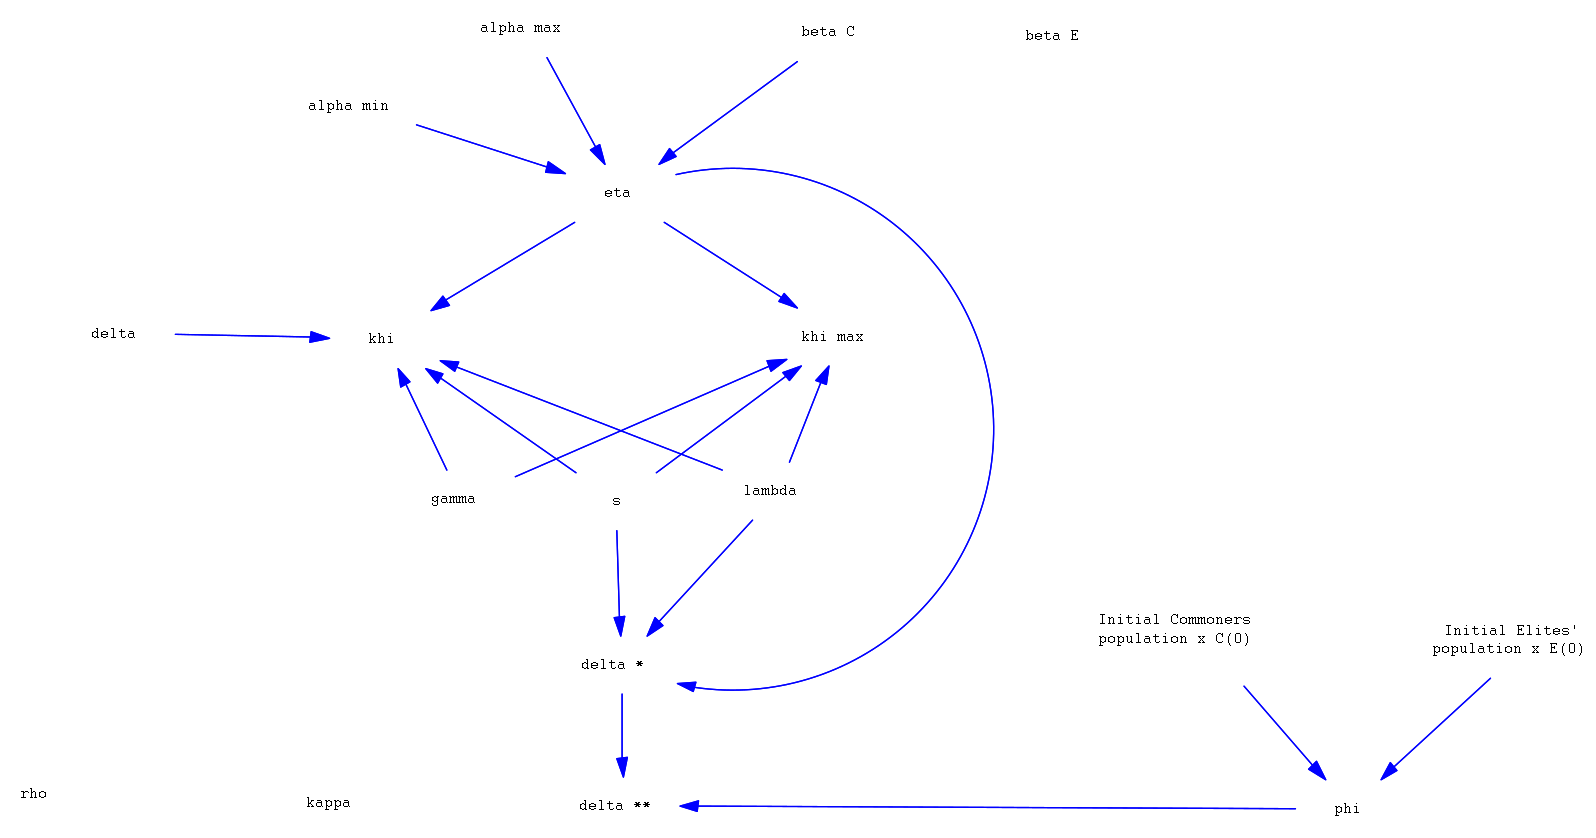 alpha max
beta C
beta E
alpha min
eta
delta
khi
khi max
gamma
s
lambda
Initial Commoners
population x C(0)
Initial Elites'
population x E(0)
delta *
rho
kappa
delta **
phi